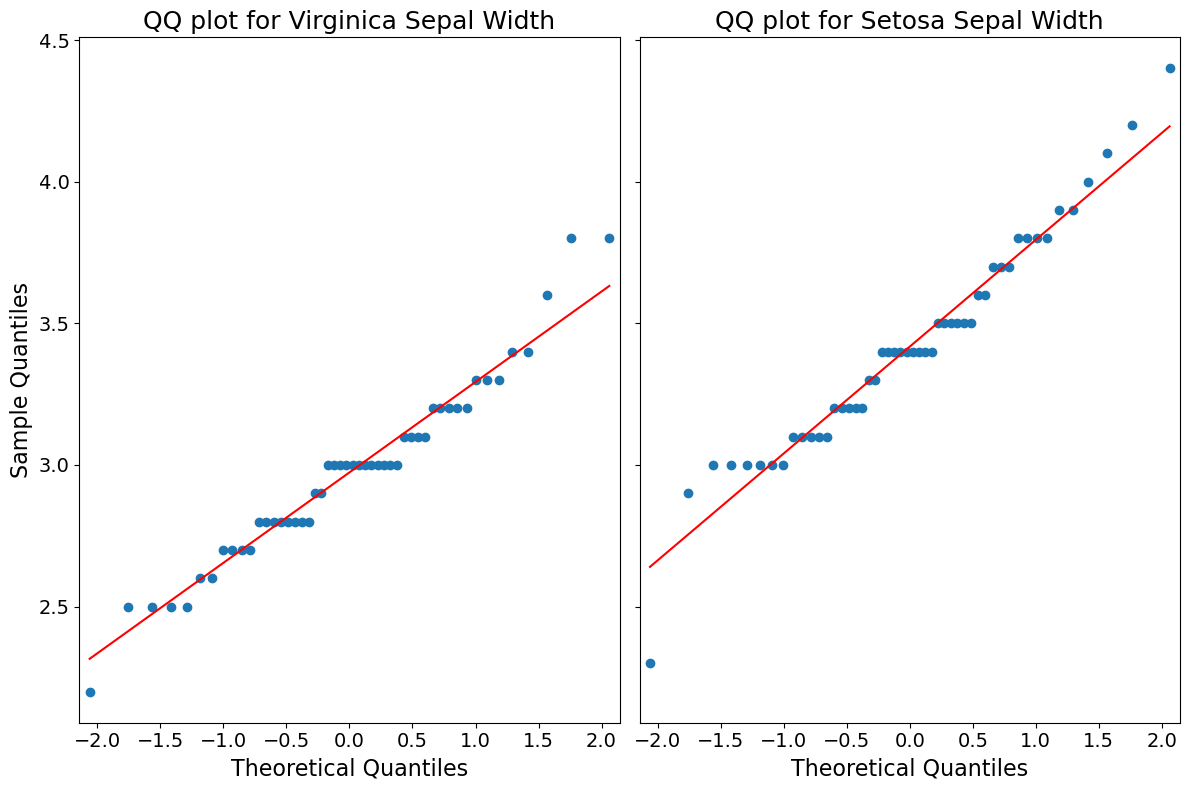 QQ plot for Virginica Sepal Width
QQ plot for Setosa Sepal Width
Sample Quantiles
4.5
4.0
3.5
3.0
2.5
−2.0 −1.5 −1.0 −0.5 0.0 0.5 1.0 1.5 2.0
−2.0 −1.5 −1.0 −0.5 0.0 0.5 1.0 1.5 2.0
Theoretical Quantiles
Theoretical Quantiles